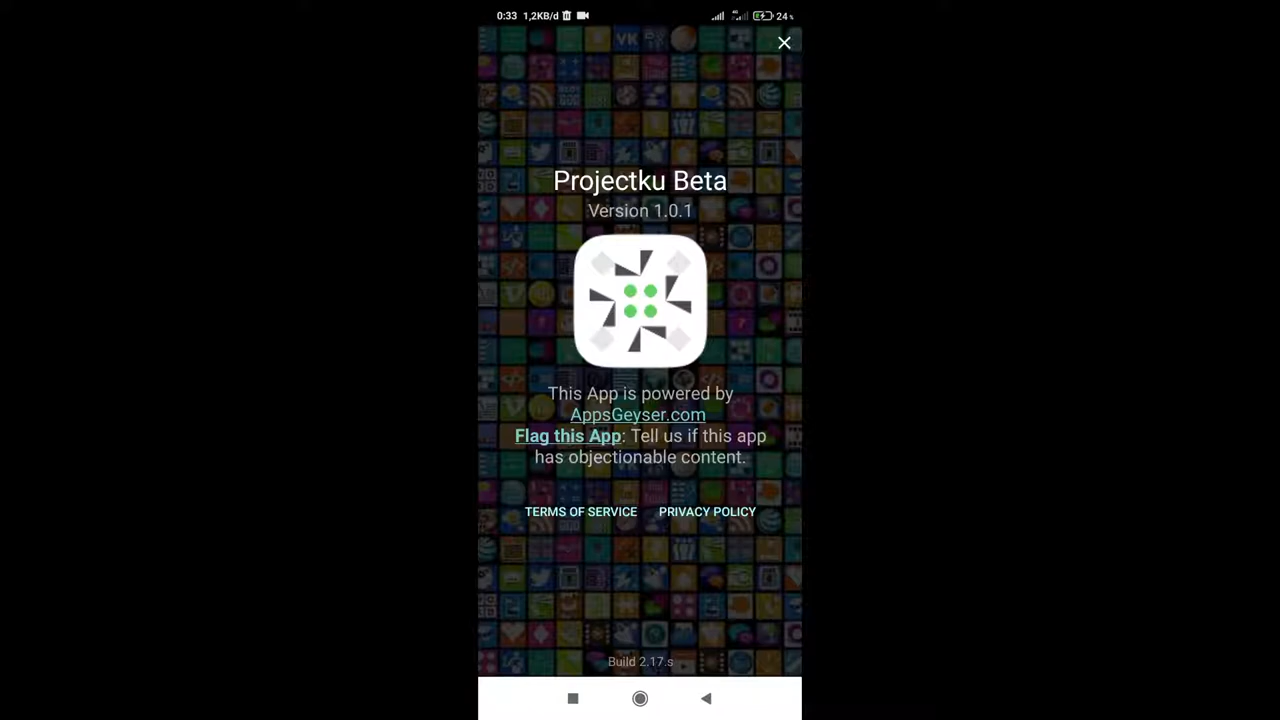 0:33 1,2KB/d 4G 24%
Projectku Beta
Version 1.0.1
This App is powered by
AppsGeyser.com
Flag this App: Tell us if this app
has objectionable content.
TERMS OF SERVICE PRIVACY POLICY
Build 2.17.s